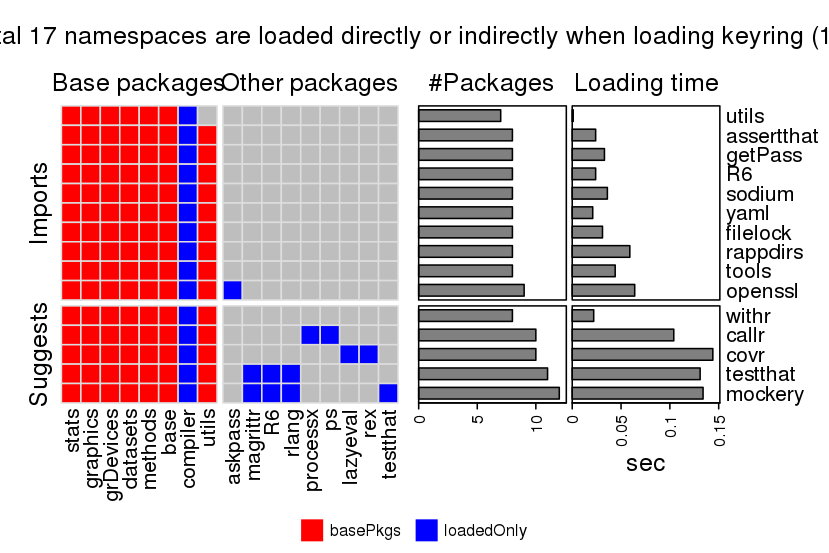 tal 17 namespaces are loaded directly or indirectly when loading keyring (1
Base packages Other packages #Packages Loading time
Imports
Suggests
utils
assertthat
getPass
R6
sodium
yaml
filelock
rappdirs
tools
openssl
withr
callr
covr
testthat
mockery
stats
graphics
grDevices
datasets
methods
base
compiler
utils
askpass
magrittr
R6
rlang
processx
ps
lazyeval
rex
testthat
0 5 10
0 0.05 0.1 0.15
sec
basePkgs loadedOnly